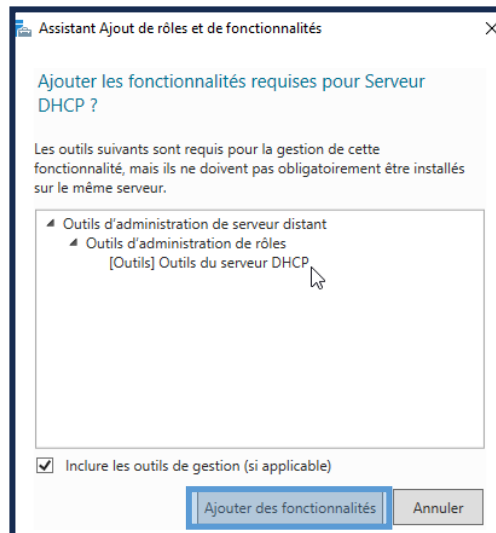 Assistant Ajout de rôles et de fonctionnalités
Ajouter les fonctionnalités requises pour Serveur
DHCP ?
Les outils suivants sont requis pour la gestion de cette
fonctionnalité, mais ils ne doivent pas obligatoirement être installés
sur le même serveur.
Outils d'administration de serveur distant
Outils d'administration de rôles
[Outils] Outils du serveur DHCP
Inclure les outils de gestion (si applicable)
Ajouter des fonctionnalités Annuler